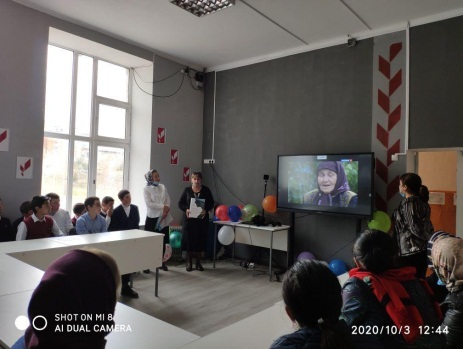 SHOT ON MI 8
AI DUAL CAMERA
2020/10/3 12:44